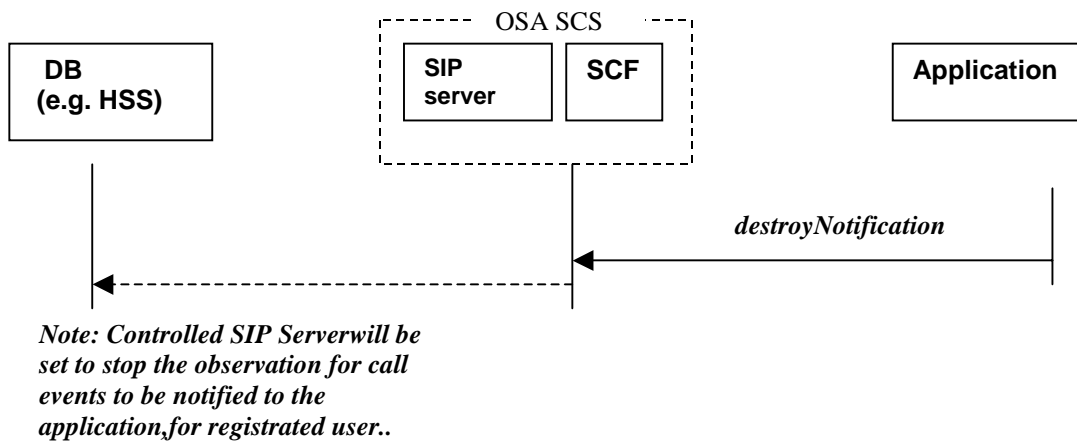 OSA SCS
DB
(e.g. HSS)
SIP
server
SCF
Application
destroyNotification
Note: Controlled SIP Serverwill be
set to stop the observation for call
events to be notified to the
application,for registrated user..